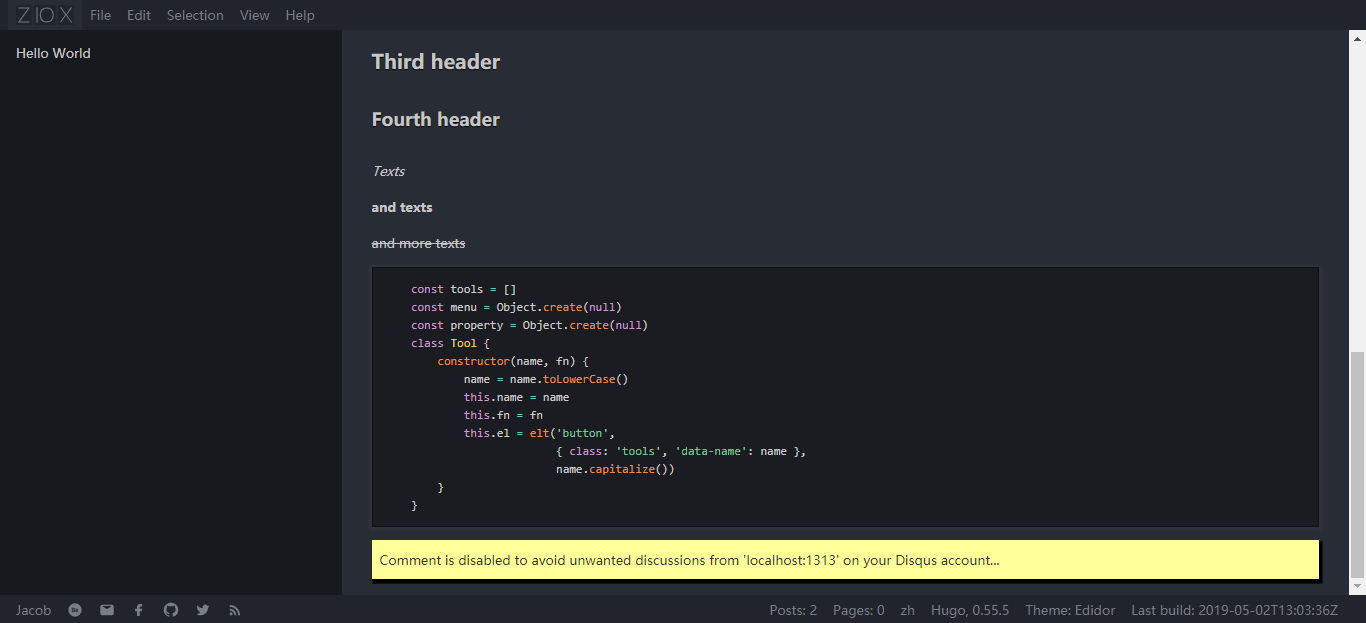 ZIOX File Edit Selection View Help
Hello World
Third header
Fourth header
Texts
and texts
and more texts
const tools = []
const menu = Object.create(null)
const property = Object.create(null)
class Tool {
    constructor(name, fn) {
        name = name.toLowerCase()
        this.name = name
        this.fn = fn
        this.el = elt('button',
                      { class: 'tools', 'data-name': name },
                      name.capitalize())
    }
}
Comment is disabled to avoid unwanted discussions from 'localhost:1313' on your Disqus account...
Jacob Posts: 2 Pages: 0 zh Hugo, 0.55.5 Theme: Edidor Last build: 2019-05-02T13:03:36Z